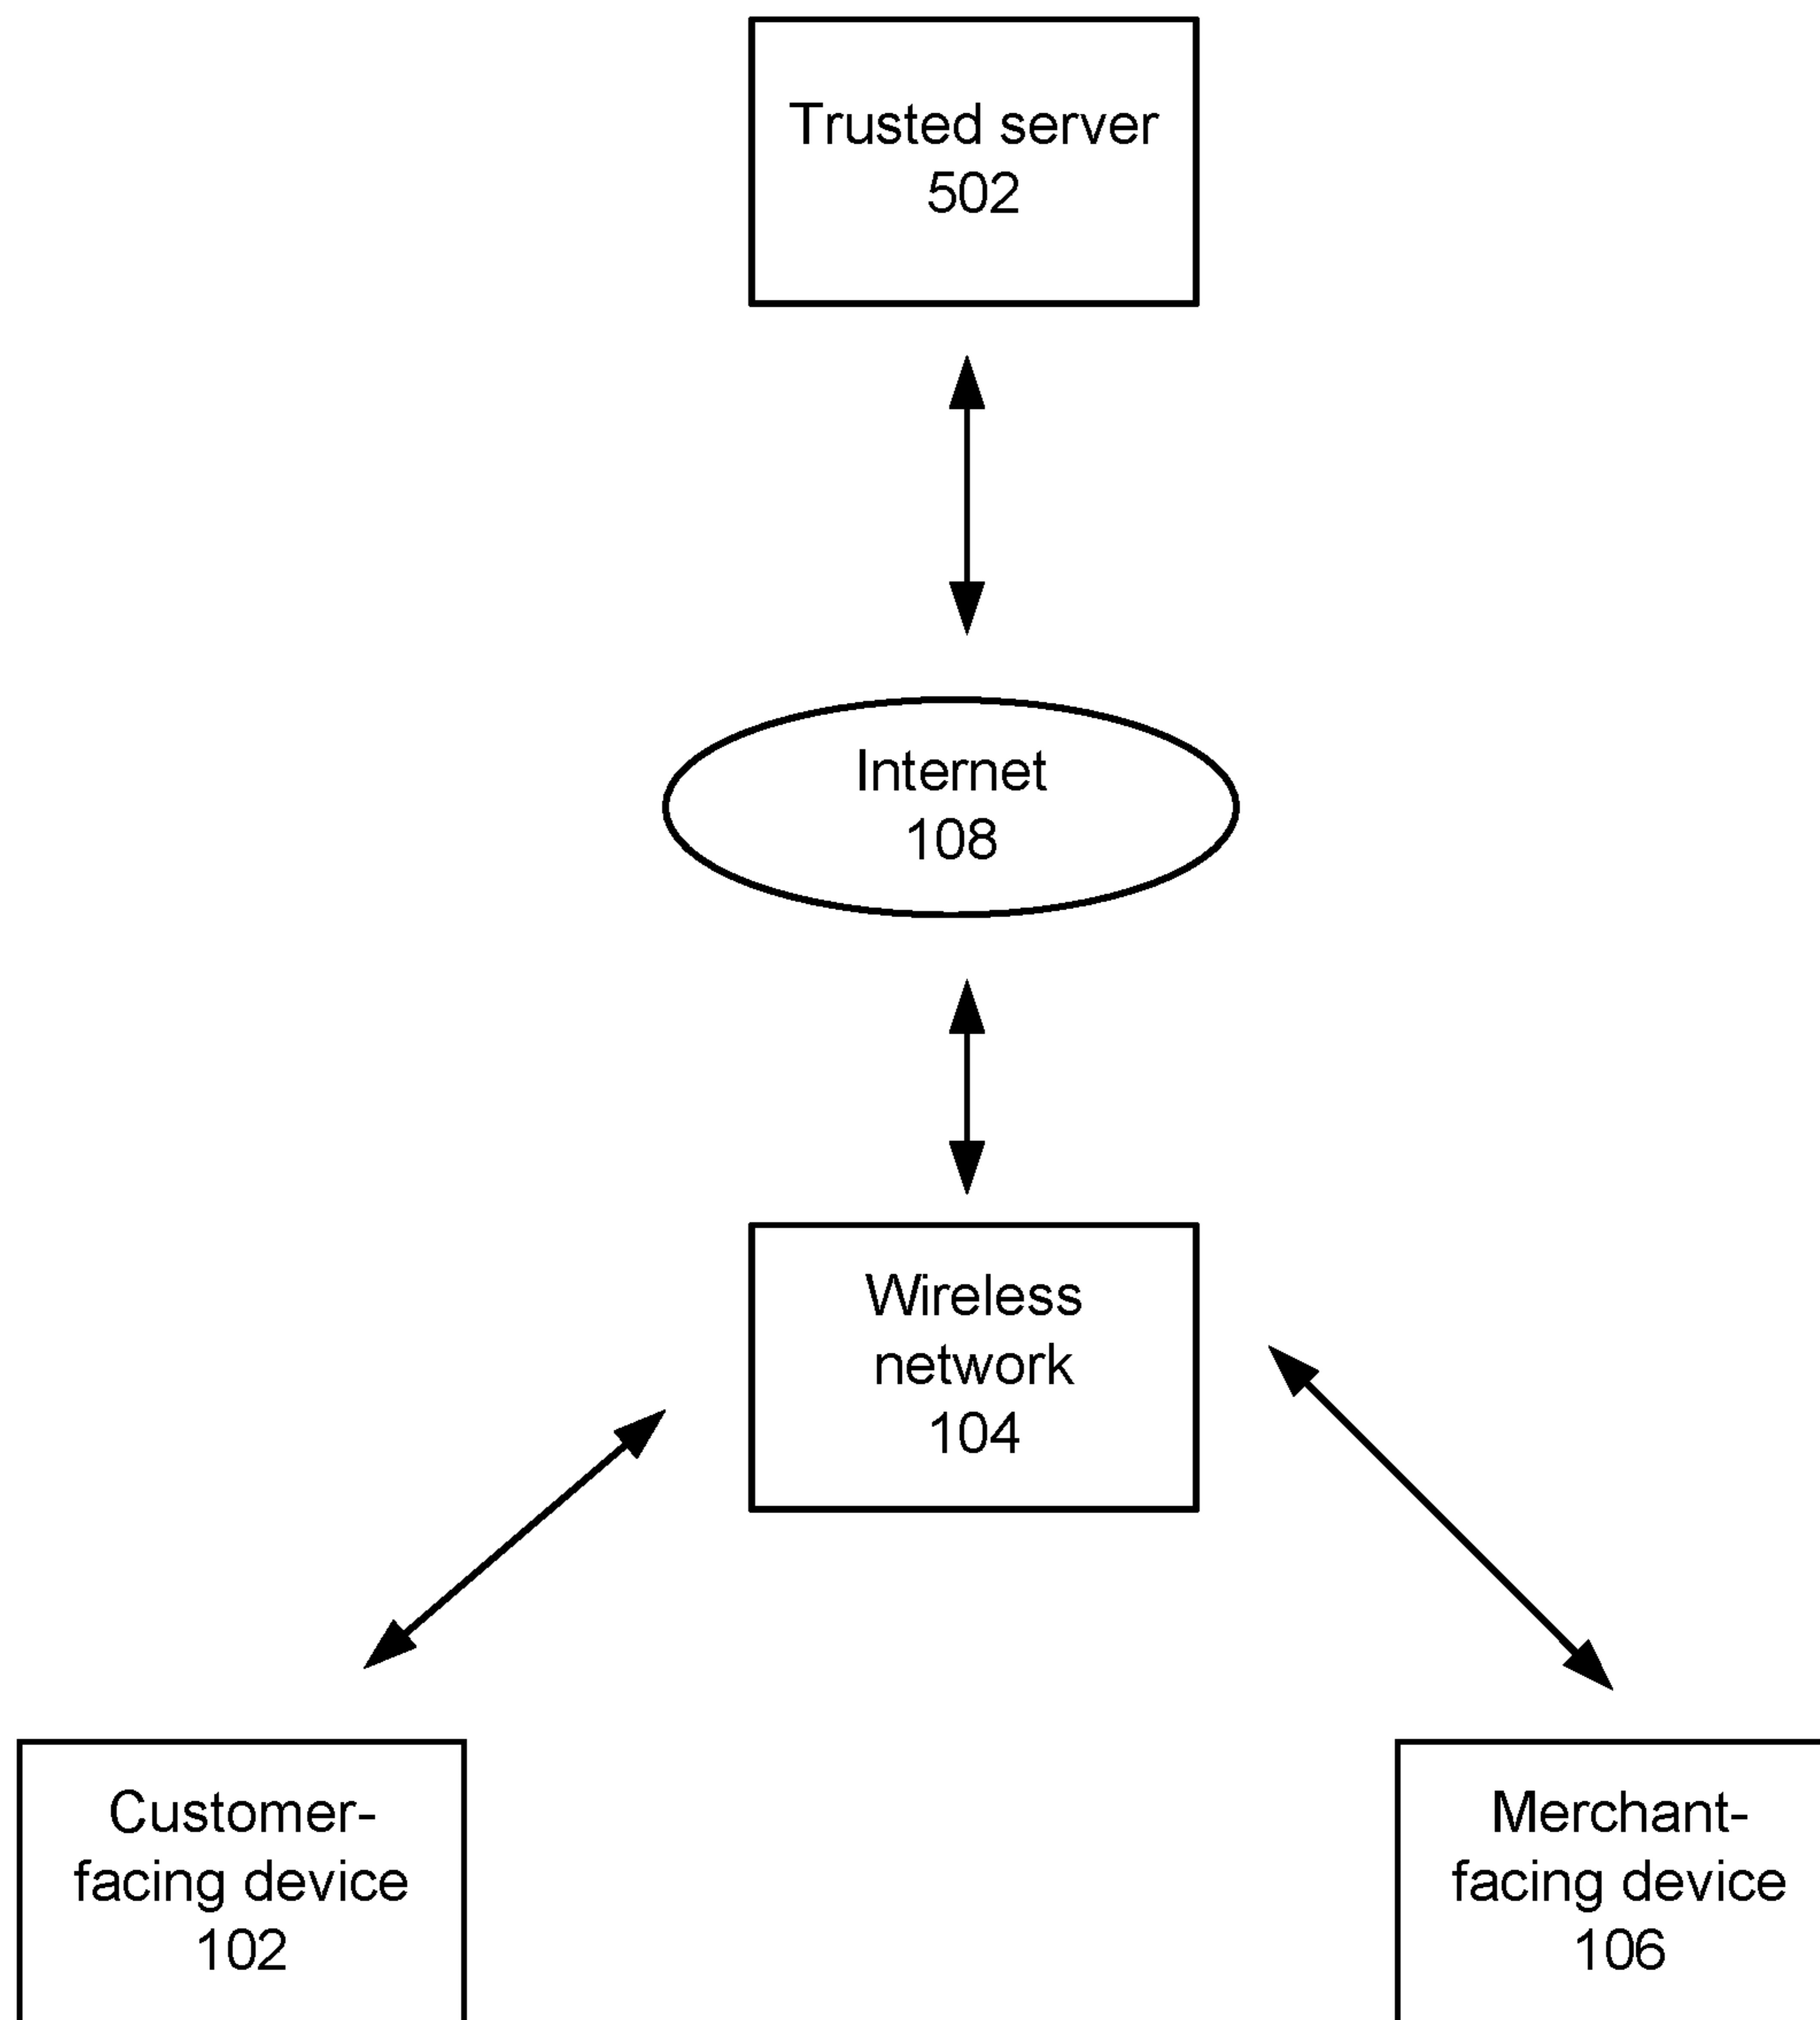 Trusted server
502
Internet
108
Wireless
network
104
Customer-
facing device
102
Merchant-
facing device
106